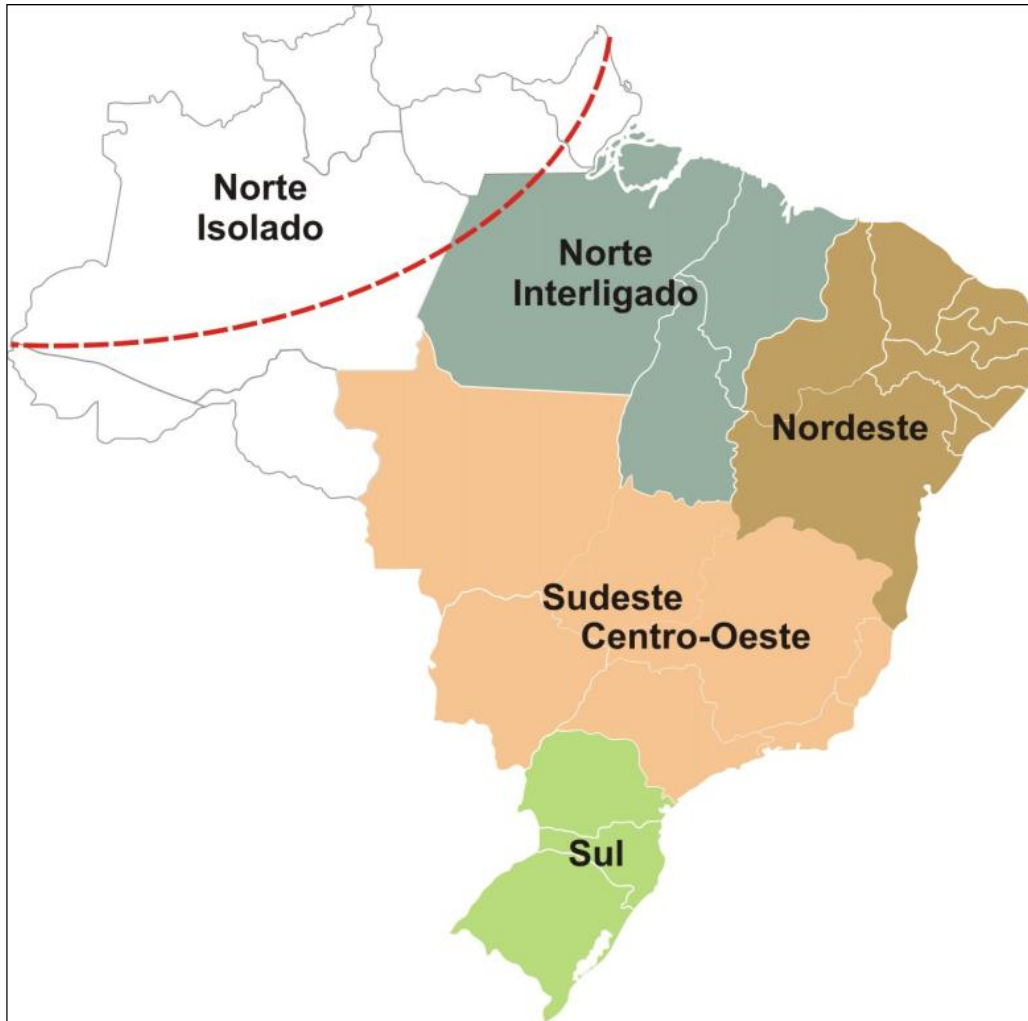 Norte
Isolado
Norte
Interligado
Nordeste
Sudeste
Centro-Oeste
Sul